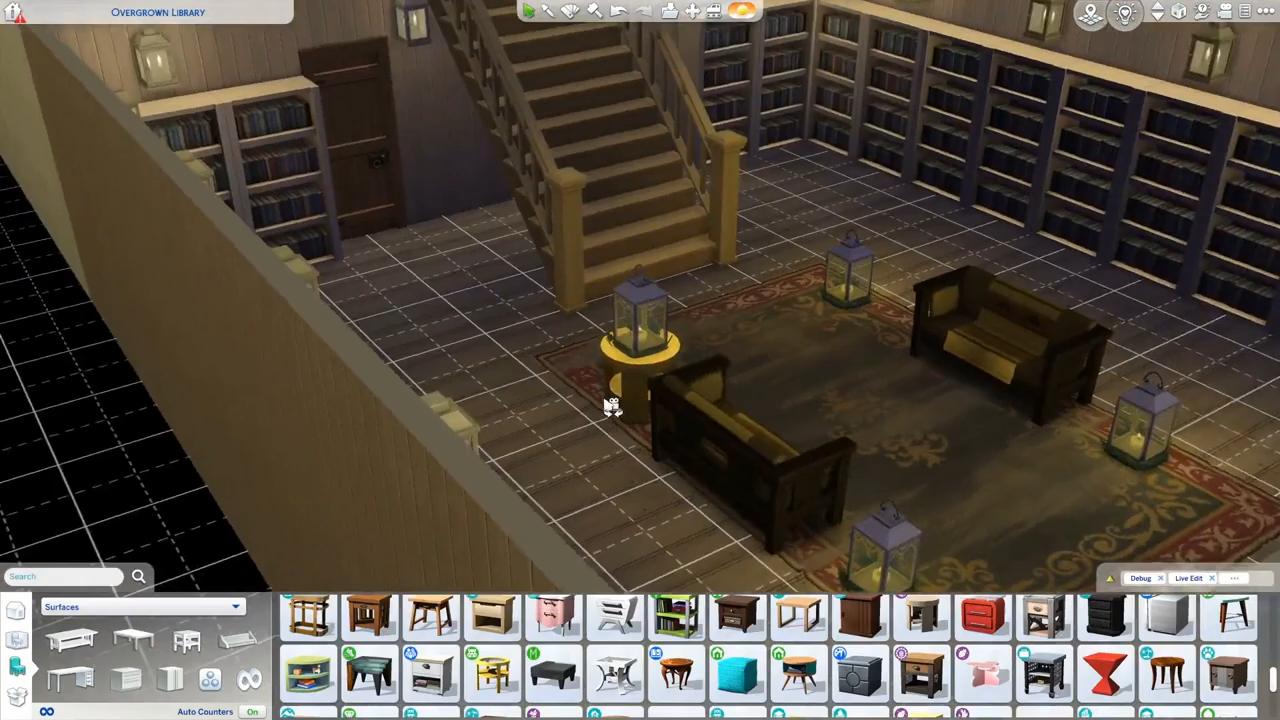 Overgrown Library
Debug
Live Edit
Search
Surfaces
Auto Counters
On